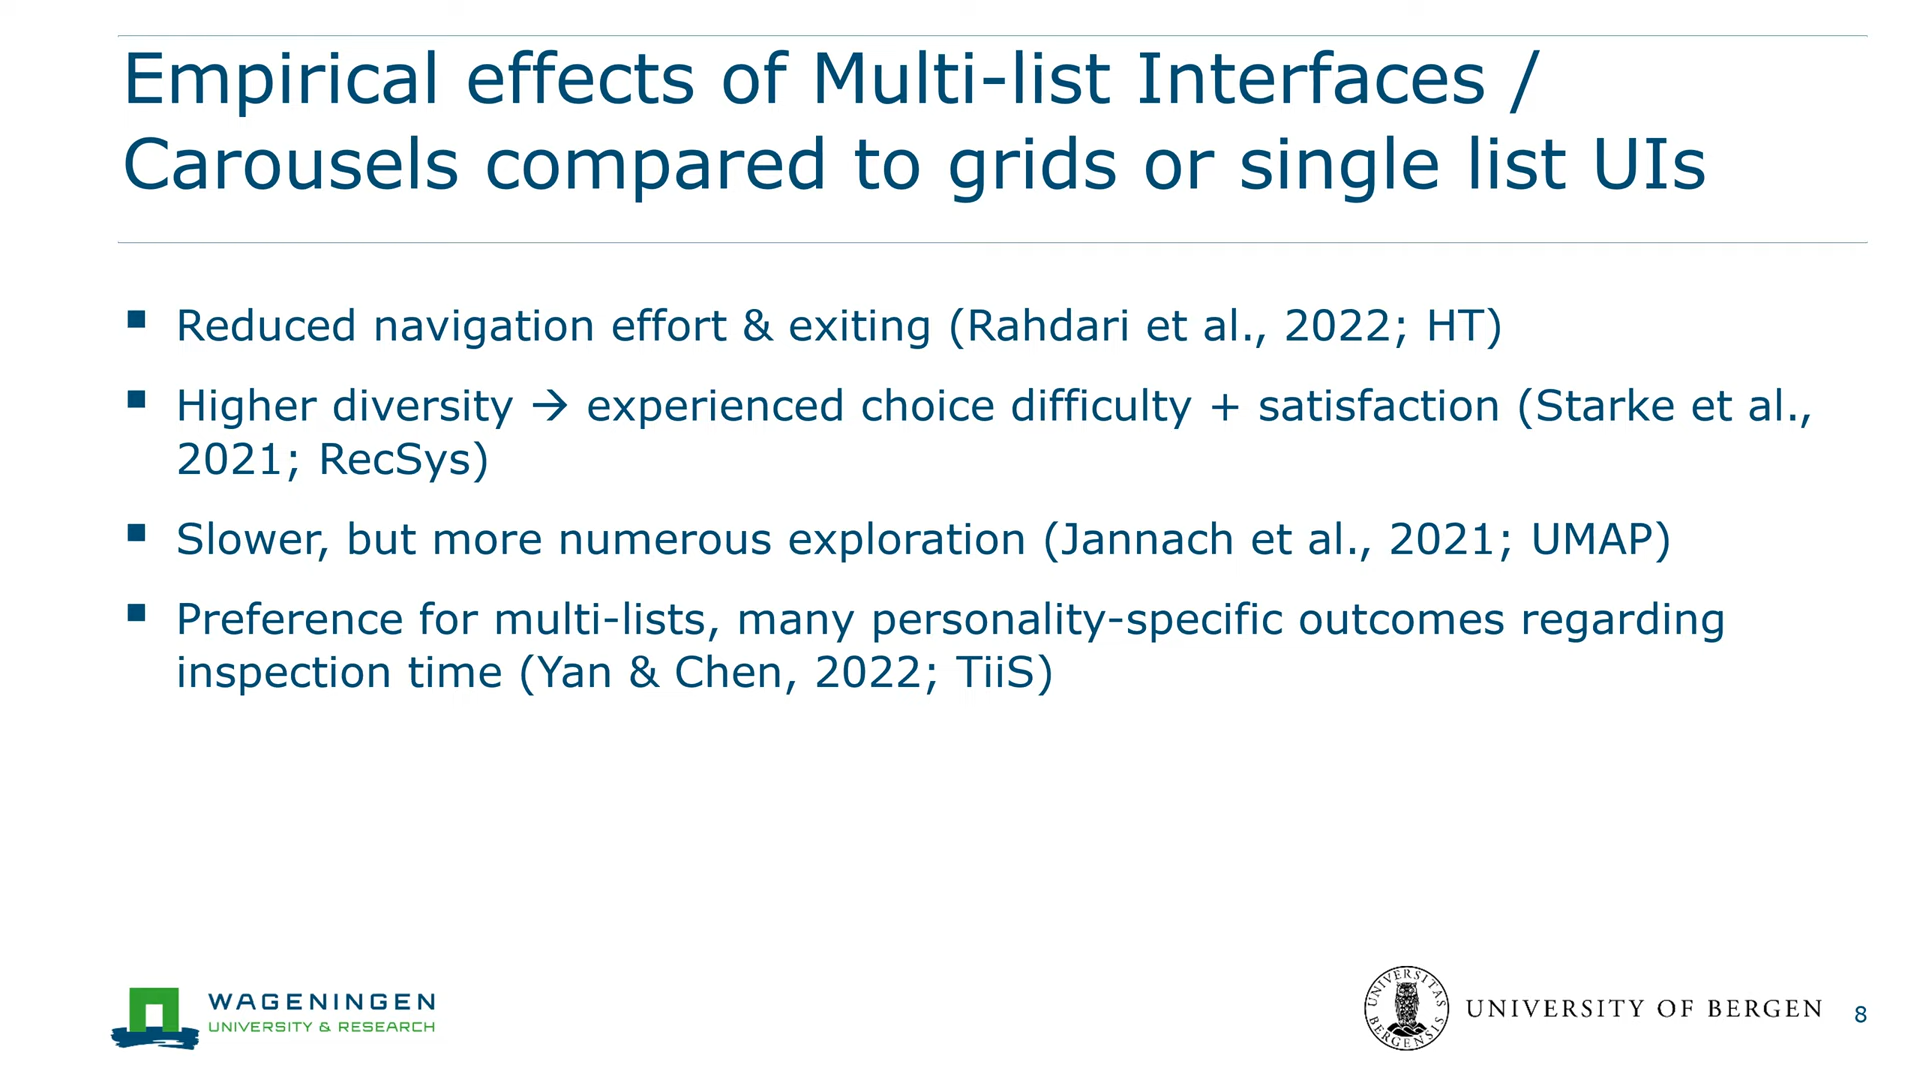 Empirical effects of Multi-list Interfaces /
Carousels compared to grids or single list UIs
▪ Reduced navigation effort & exiting (Rahdari et al., 2022; HT)
▪ Higher diversity → experienced choice difficulty + satisfaction (Starke et al.,
2021; RecSys)
▪ Slower, but more numerous exploration (Jannach et al., 2021; UMAP)
▪ Preference for multi-lists, many personality-specific outcomes regarding
inspection time (Yan & Chen, 2022; TiiS)
WAGENINGEN
UNIVERSITY & RESEARCH
UNIVERSITAS
BERGENSIS
UNIVERSITY OF BERGEN
8